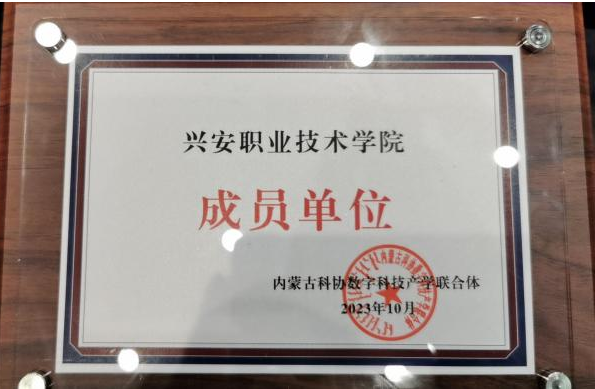 兴安职业技术学院
成员单位
内蒙古科协数字科技产学联合体
2023年10月